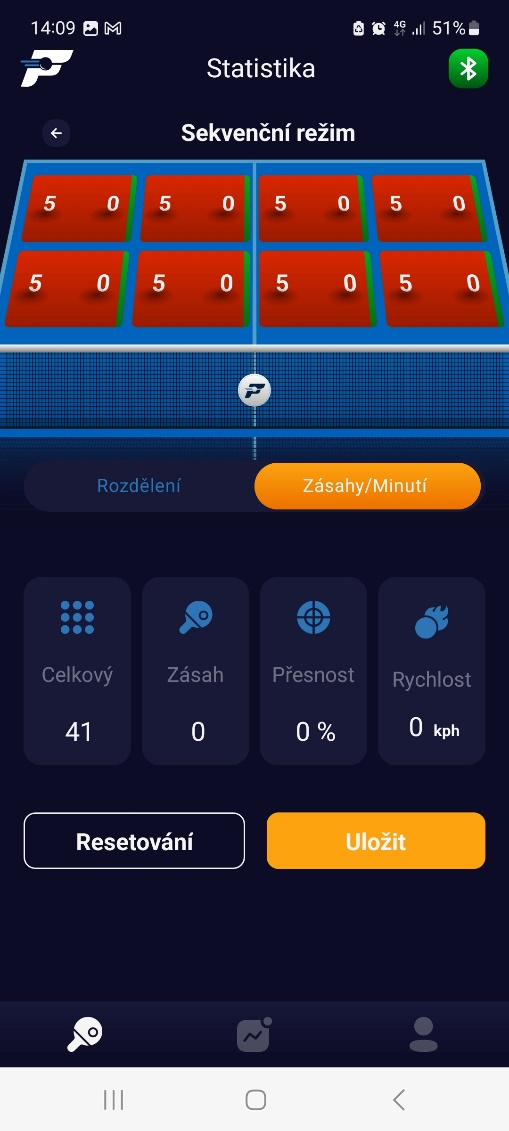 14:09 4G 51%
Statistika
Sekvenční režim
5 0 5 0 5 0 5 0
5 0 5 0 5 0 5 0
Rozdělení Zásahy/Minutí
Celkový Zásah Přesnost Rychlost
41 0 0 % 0 kph
Resetování Uložit